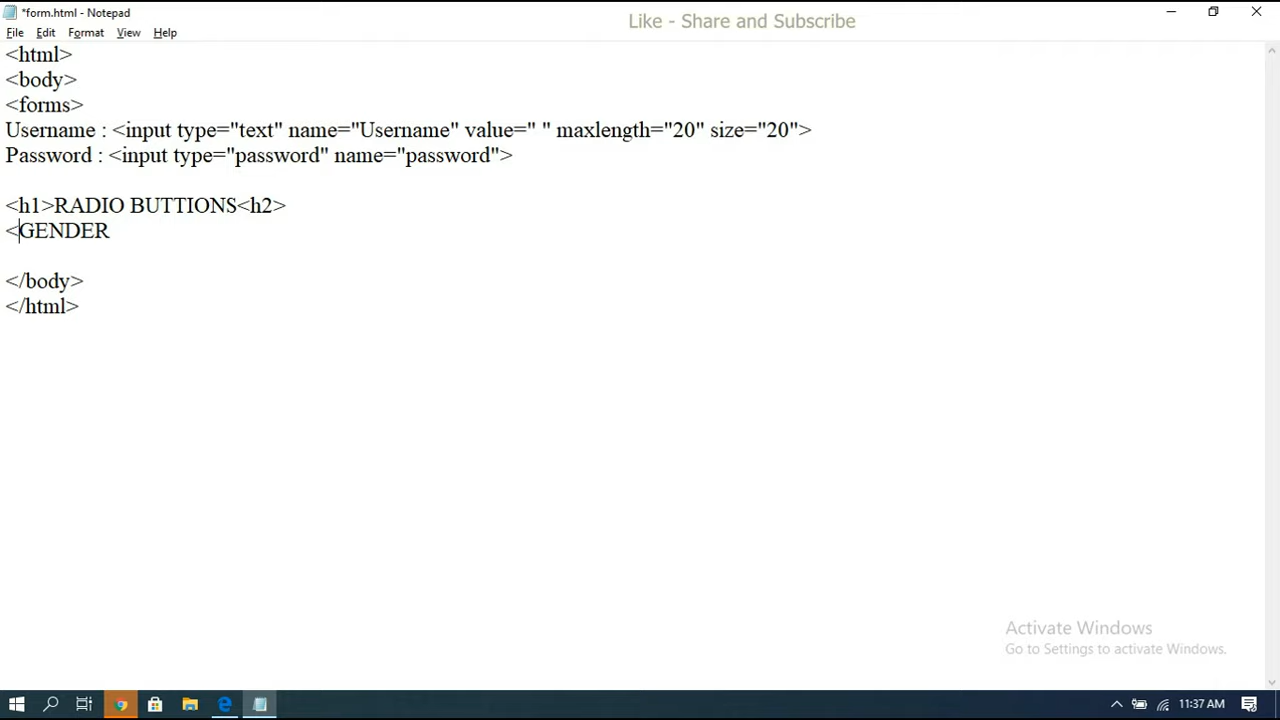 *form.html - Notepad
Like - Share and Subscribe
File Edit Format View Help
<html>
<body>
<forms>
Username : <input type="text" name="Username" value=" " maxlength="20" size="20">
Password : <input type="password" name="password">
<h1>RADIO BUTTIONS<h2>
<GENDER
</body>
</html>
Activate Windows
Go to Settings to activate Windows.
11:37 AM